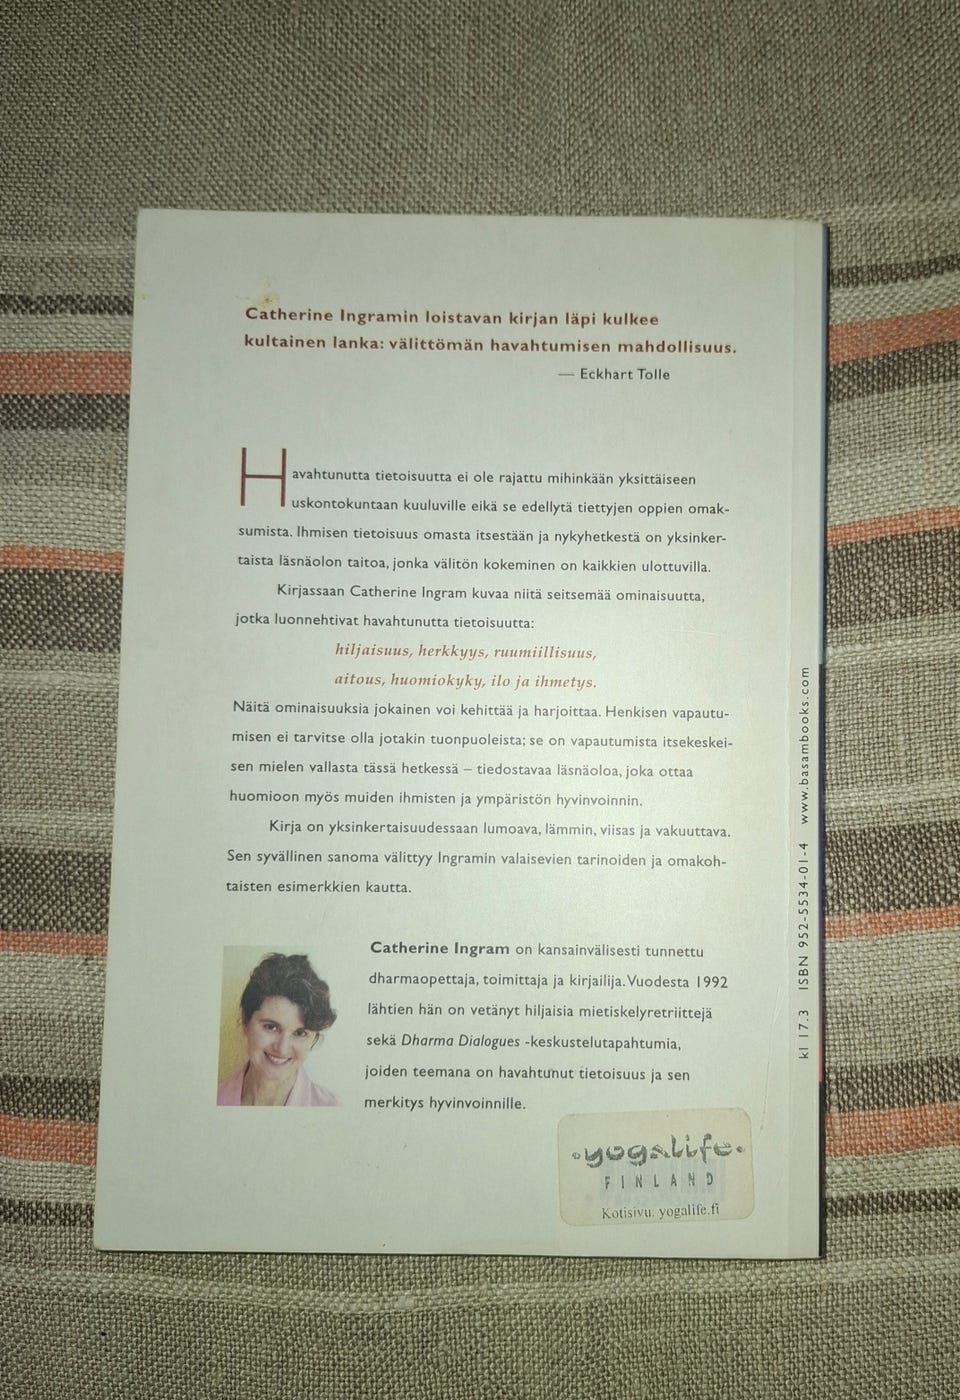 Catherine Ingramin loistavan kirjan läpi kulkee
kultainen lanka: välittömän havahtumisen mahdollisuus.
— Eckhart Tolle
Havahtunutta tietoisuutta ei ole rajattu mihinkään yksittäiseen
uskontokuntaan kuuluville eikä se edellytä tiettyjen oppien omak-
sumista. Ihmisen tietoisuus omasta itsestään ja nykyhetkestä on yksinker-
taista läsnäolon taitoa, jonka välitön kokeminen on kaikkien ulottuvilla.
Kirjassaan Catherine Ingram kuvaa niitä seitsemää ominaisuutta,
jotka luonnehtivat havahtunutta tietoisuutta:
hiljaisuus, herkkyys, ruumiillisuus,
aitous, huomiokyky, ilo ja ihmetys.
Näitä ominaisuuksia jokainen voi kehittää ja harjoittaa. Henkisen vapautu-
misen ei tarvitse olla jotakin tuonpuoleista; se on vapautumista itsekeskei-
sen mielen vallasta tässä hetkessä – tiedostavaa läsnäoloa, joka ottaa
huomioon myös muiden ihmisten ja ympäristön hyvinvoinnin.
Kirja on yksinkertaisuudessaan lumoava, lämmin, viisas ja vakuuttava.
Sen syvällinen sanoma välittyy Ingramin valaisevien tarinoiden ja omakoh-
taisten esimerkkien kautta.
Catherine Ingram on kansainvälisesti tunnettu
dharmaopettaja, toimittaja ja kirjailija. Vuodesta 1992
lähtien hän on vetänyt hiljaisia mietiskelyretriittejä
sekä Dharma Dialogues -keskustelutapahtumia,
joiden teemana on havahtunut tietoisuus ja sen
merkitys hyvinvoinnille.
yogalife
FINLAND
Kotisivu: yogalife.fi
kl 17.3 ISBN 952-5534-01-4 www.basambooks.com